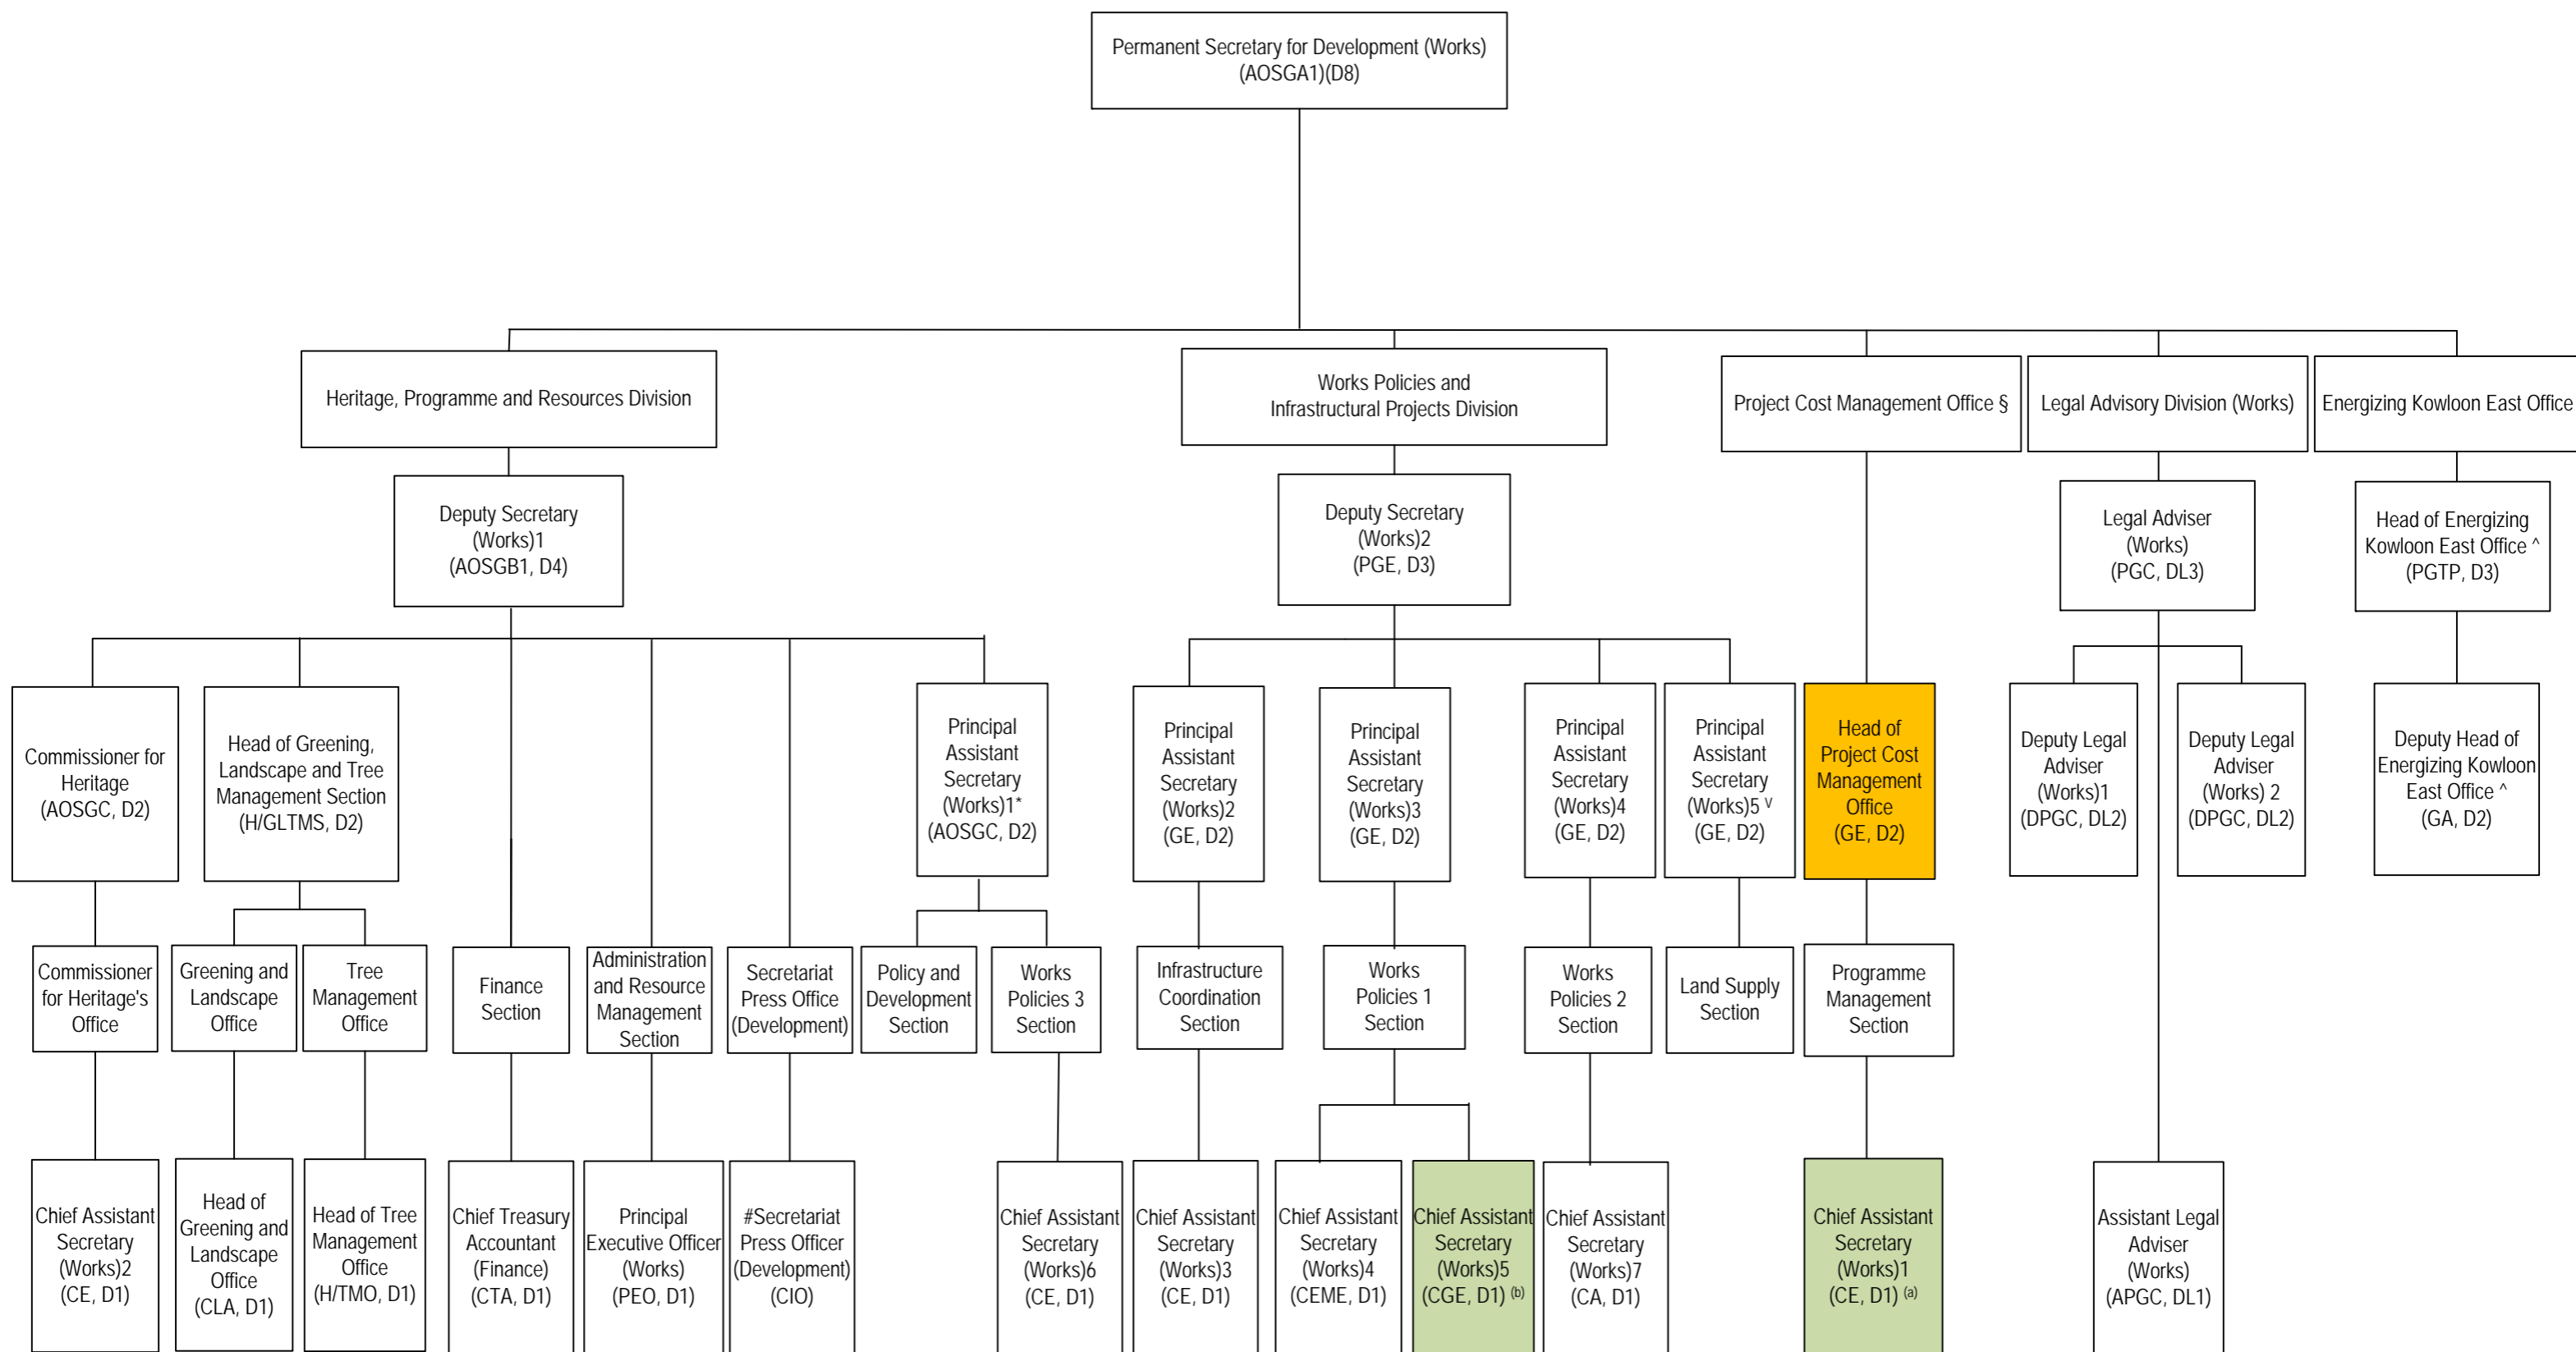 Permanent Secretary for Development (Works)
(AOSGA1)(D8)
Heritage, Programme and Resources Division
Works Policies and
Infrastructural Projects Division
Project Cost Management Office §
Legal Advisory Division (Works)
Energizing Kowloon East Office
Deputy Secretary
(Works)1
(AOSGB1, D4)
Deputy Secretary
(Works)2
(PGE, D3)
Legal Adviser
(Works)
(PGC, DL3)
Head of Energizing
Kowloon East Office ^
(PGTP, D3)
Commissioner for
Heritage
(AOSGC, D2)
Head of Greening,
Landscape and Tree
Management Section
(H/GLTMS, D2)
Principal
Assistant
Secretary
(Works)1*
(AOSGC, D2)
Principal
Assistant
Secretary
(Works)2
(GE, D2)
Principal
Assistant
Secretary
(Works)3
(GE, D2)
Principal
Assistant
Secretary
(Works)4
(GE, D2)
Principal
Assistant
Secretary
(Works)5 V
(GE, D2)
Head of
Project Cost
Management
Office
(GE, D2)
Deputy Legal
Adviser
(Works)1
(DPGC, DL2)
Deputy Legal
Adviser
(Works) 2
(DPGC, DL2)
Deputy Head of
Energizing Kowloon
East Office ^
(GA, D2)
Commissioner
for Heritage's
Office
Greening and
Landscape
Office
Tree
Management
Office
Finance
Section
Administration
and Resource
Management
Section
Secretariat
Press Office
(Development)
Policy and
Development
Section
Works
Policies 3
Section
Infrastructure
Coordination
Section
Works
Policies 1
Section
Works
Policies 2
Section
Land Supply
Section
Programme
Management
Section
Chief Assistant
Secretary
(Works)2
(CE, D1)
Head of
Greening and
Landscape
Office
(CLA, D1)
Head of Tree
Management
Office
(H/TMO, D1)
Chief Treasury
Accountant
(Finance)
(CTA, D1)
Principal
Executive Officer
(Works)
(PEO, D1)
#Secretariat
Press Officer
(Development)
(CIO)
Chief Assistant
Secretary
(Works)6
(CE, D1)
Chief Assistant
Secretary
(Works)3
(CE, D1)
Chief Assistant
Secretary
(Works)4
(CEME, D1)
Chief Assistant
Secretary
(Works)5
(CGE, D1) (b)
Chief Assistant
Secretary
(Works)7
(CA, D1)
Chief Assistant
Secretary
(Works)1
(CE, D1) (a)
Assistant Legal
Adviser
(Works)
(APGC, DL1)